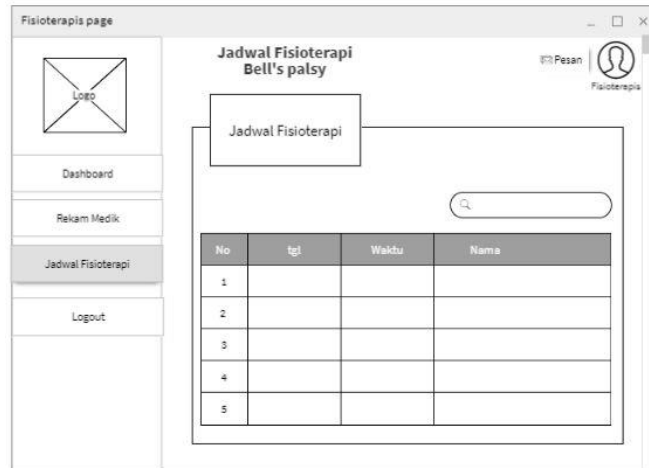 Fisioterapis page
Logo
Dashboard
Rekam Medik
Jadwal Fisioterapi
Logout
Jadwal Fisioterapi
Bell's palsy
Pesan
Fisioterapis
Jadwal Fisioterapi
No tgl Waktu Nama
1
2
3
4
5